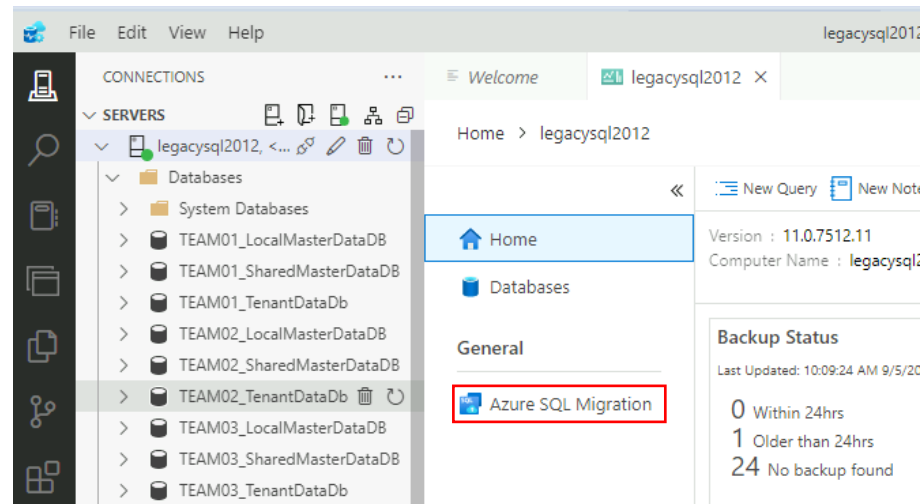 File Edit View Help legacysql2012
CONNECTIONS ...
Welcome legacysql2012
SERVERS
legacysql2012, <...
Home > legacysql2012
Databases
System Databases
TEAM01_LocalMasterDataDB
TEAM01_SharedMasterDataDB
TEAM01_TenantDataDb
TEAM02_LocalMasterDataDB
TEAM02_SharedMasterDataDB
TEAM02_TenantDataDb
TEAM03_LocalMasterDataDB
TEAM03_SharedMasterDataDB
TEAM03_TenantDataDb
«
Home
Databases
General
Azure SQL Migration
New Query New Note
Version : 11.0.7512.11
Computer Name : legacysql2
Backup Status
Last Updated: 10:09:24 AM 9/5/20
0 Within 24hrs
1 Older than 24hrs
24 No backup found